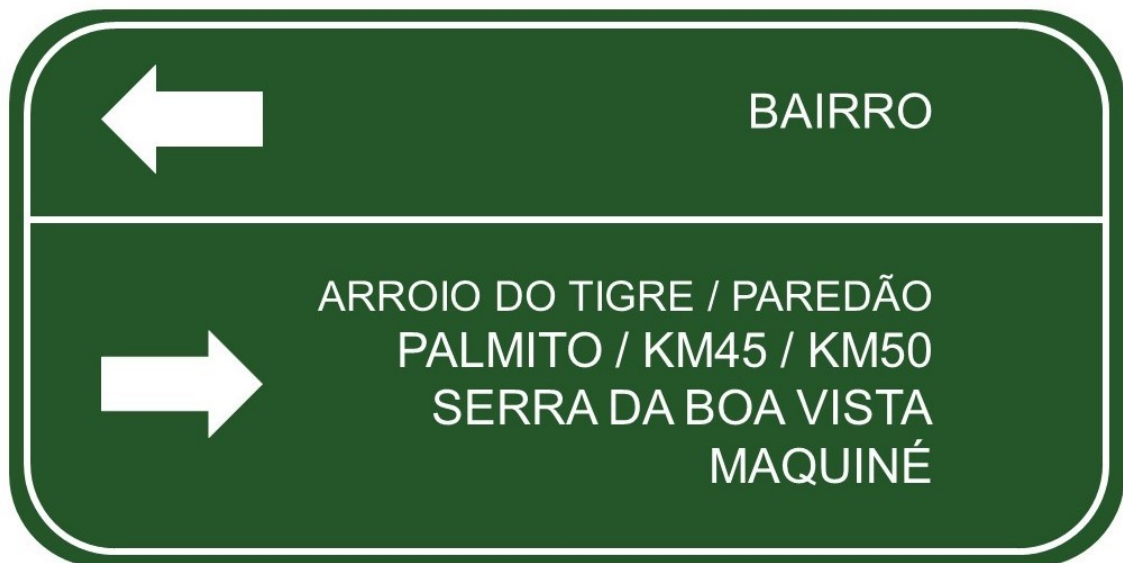 BAIRRO
ARROIO DO TIGRE / PAREDÃO
PALMITO / KM45 / KM50
SERRA DA BOA VISTA
MAQUINÉ